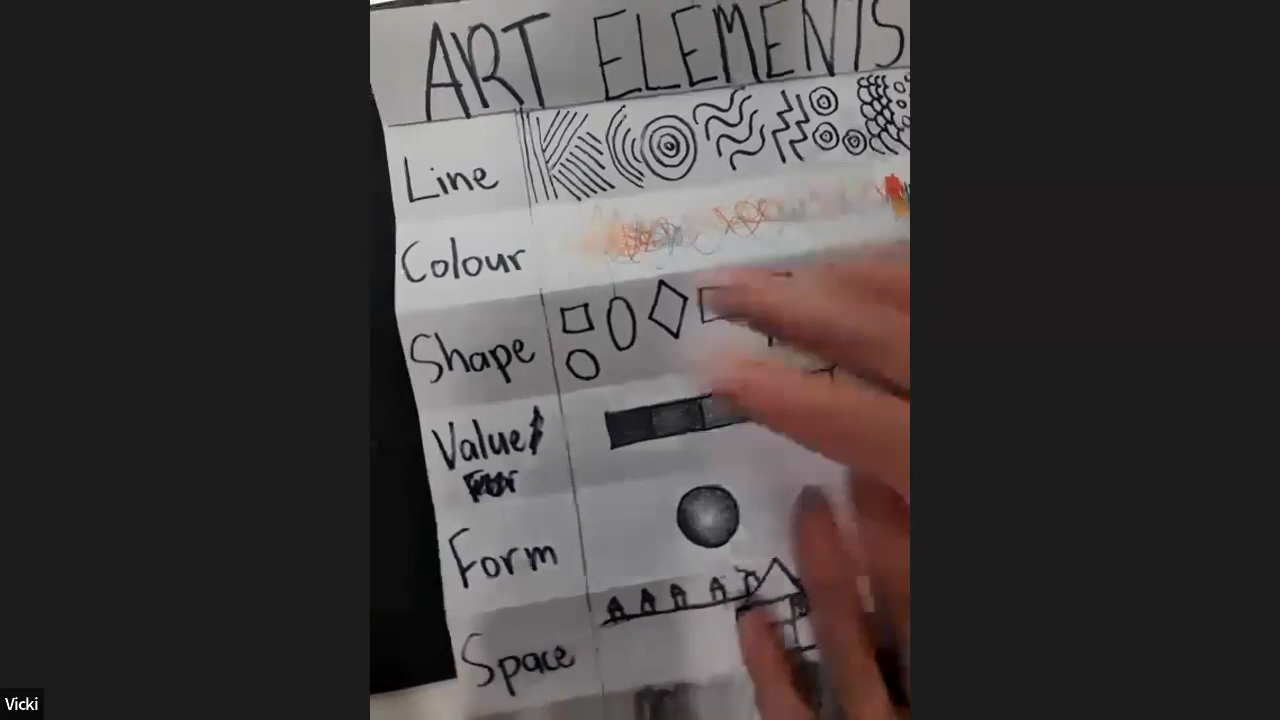 ART ELEMENTS
Line
Colour
Shape
Value
Form
Space
Vicki